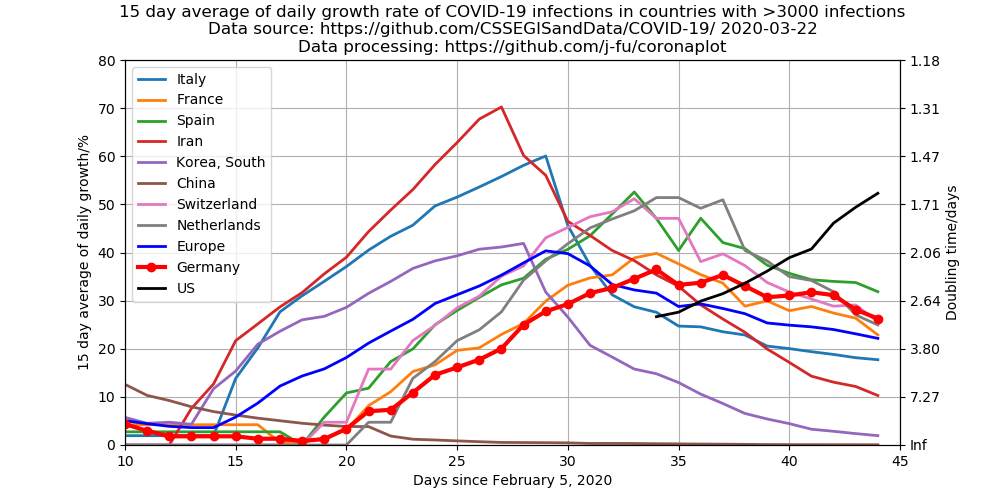 15 day average of daily growth rate of COVID-19 infections in countries with >3000 infections
Data source: https://github.com/CSSEGISandData/COVID-19/ 2020-03-22
Data processing: https://github.com/j-fu/coronaplot
80
70
60
50
40
30
20
10
0
15 day average of daily growth/%
Italy
France
Spain
Iran
Korea, South
China
Switzerland
Netherlands
Europe
Germany
US
1.18
1.31
1.47
1.71
2.06
2.64
3.80
7.27
Inf
Doubling time/days
10
15
20
25
30
35
40
45
Days since February 5, 2020